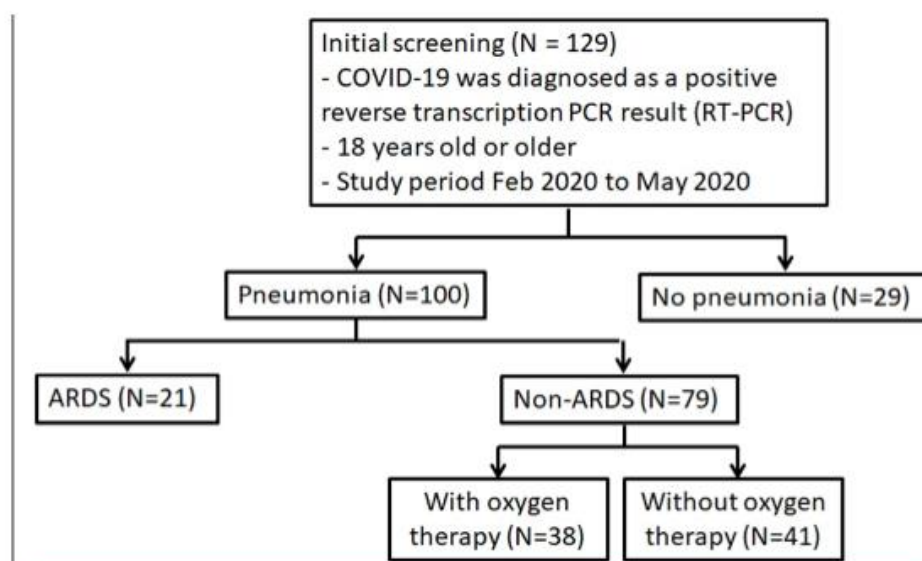 Initial screening (N = 129)
- COVID-19 was diagnosed as a positive
reverse transcription PCR result (RT-PCR)
- 18 years old or older
- Study period Feb 2020 to May 2020
Pneumonia (N=100)
No pneumonia (N=29)
ARDS (N=21)
Non-ARDS (N=79)
With oxygen
therapy (N=38)
Without oxygen
therapy (N=41)